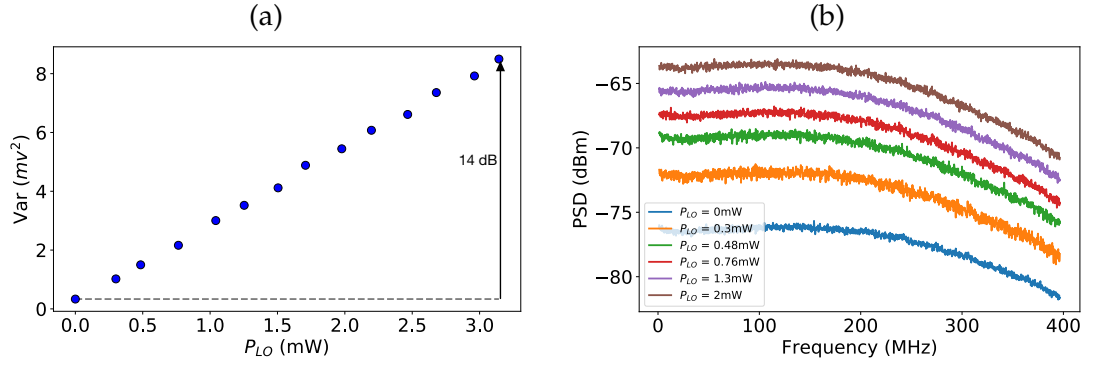 (a)
Var (mv²)
8
6
4
2
0
14 dB
0.0 0.5 1.0 1.5 2.0 2.5 3.0
P_LO (mW)
(b)
PSD (dBm)
−65
−70
−75
−80
P_LO = 0mW
P_LO = 0.3mW
P_LO = 0.48mW
P_LO = 0.76mW
P_LO = 1.3mW
P_LO = 2mW
0 100 200 300 400
Frequency (MHz)